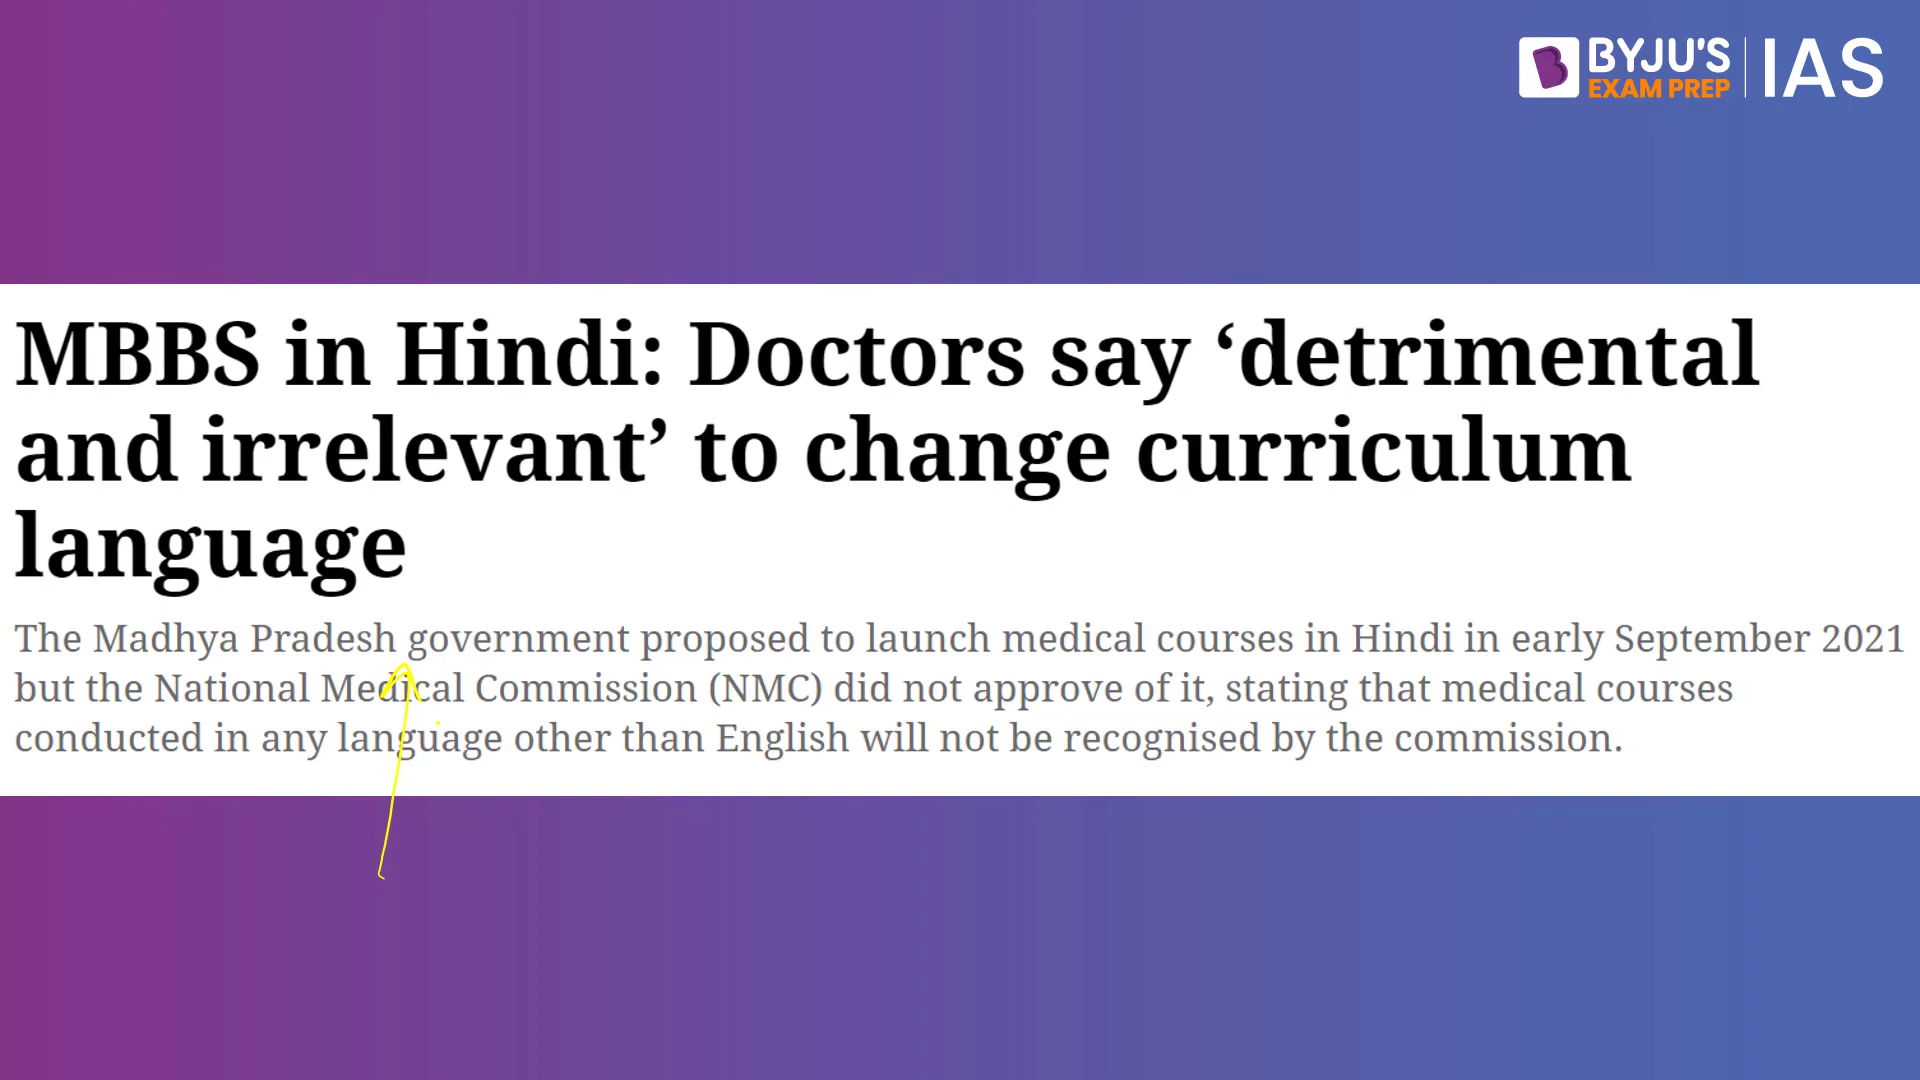 BYJU'S
EXAM PREP
IAS
MBBS in Hindi: Doctors say ‘detrimental
and irrelevant’ to change curriculum
language
The Madhya Pradesh government proposed to launch medical courses in Hindi in early September 2021
but the National Medical Commission (NMC) did not approve of it, stating that medical courses
conducted in any language other than English will not be recognised by the commission.